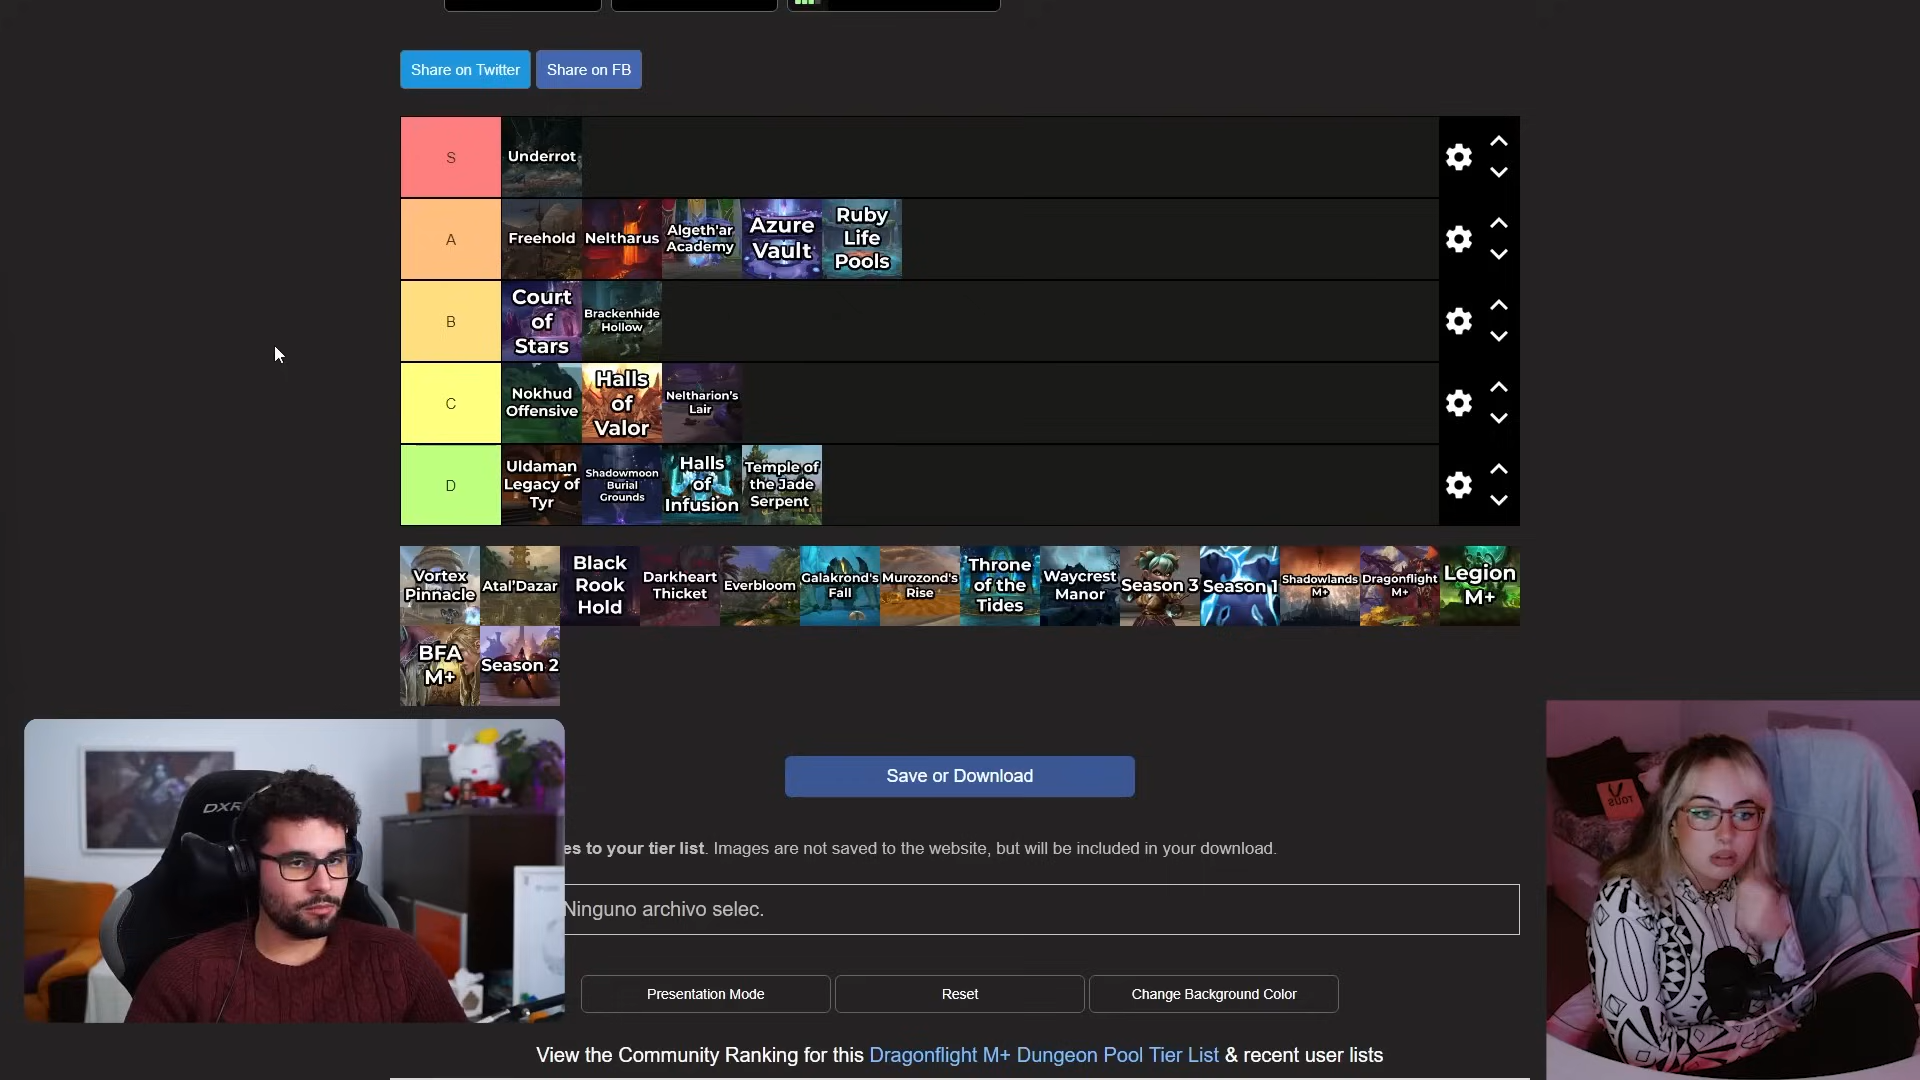 Share on Twitter
Share on FB
S
Underrot
A
Freehold
Neltharus
Algeth'ar
Academy
Azure
Vault
Ruby
Life
Pools
B
Court
of
Stars
Brackenhide
Hollow
C
Nokhud
Offensive
Halls
of
Valor
Neltharion's
Lair
D
Uldaman
Legacy of
Tyr
Shadowmoon
Burial
Grounds
Halls
of
Infusion
Temple of
the Jade
Serpent
Vortex
Pinnacle
Atal'Dazar
Black
Rook
Hold
Darkheart
Thicket
Everbloom
Galakrond's
Fall
Murozond's
Rise
Throne
of the
Tides
Waycrest
Manor
Season 3
Season 1
Shadowlands
M+
Dragonflight
M+
Legion
M+
BFA
M+
Season 2
Save or Download
es to your tier list. Images are not saved to the website, but will be included in your download.
Ninguno archivo selec.
Presentation Mode
Reset
Change Background Color
View the Community Ranking for this Dragonflight M+ Dungeon Pool Tier List & recent user lists